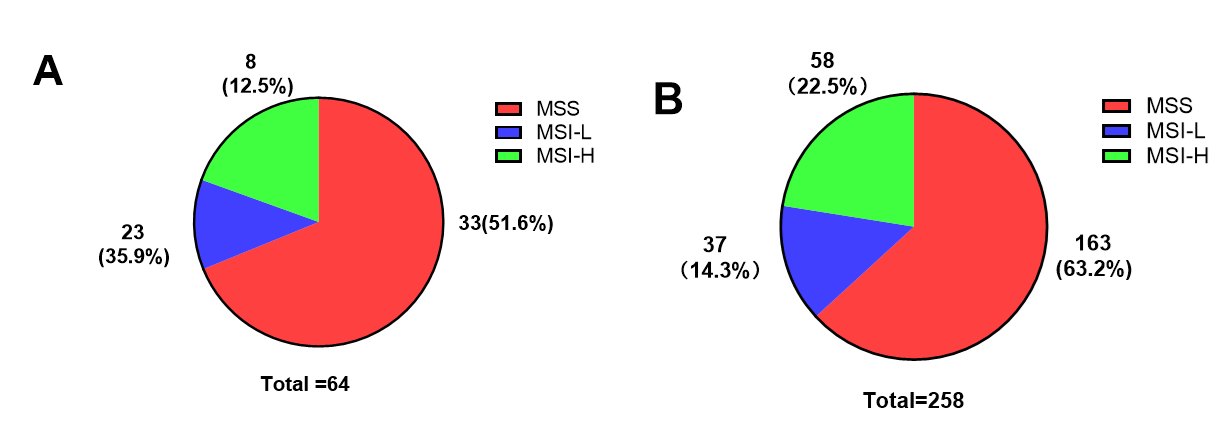 A
8
(12.5%)
23
(35.9%)
33(51.6%)
MSS
MSI-L
MSI-H
Total =64
B
58
（22.5%）
37
（14.3%）
163
(63.2%)
MSS
MSI-L
MSI-H
Total=258